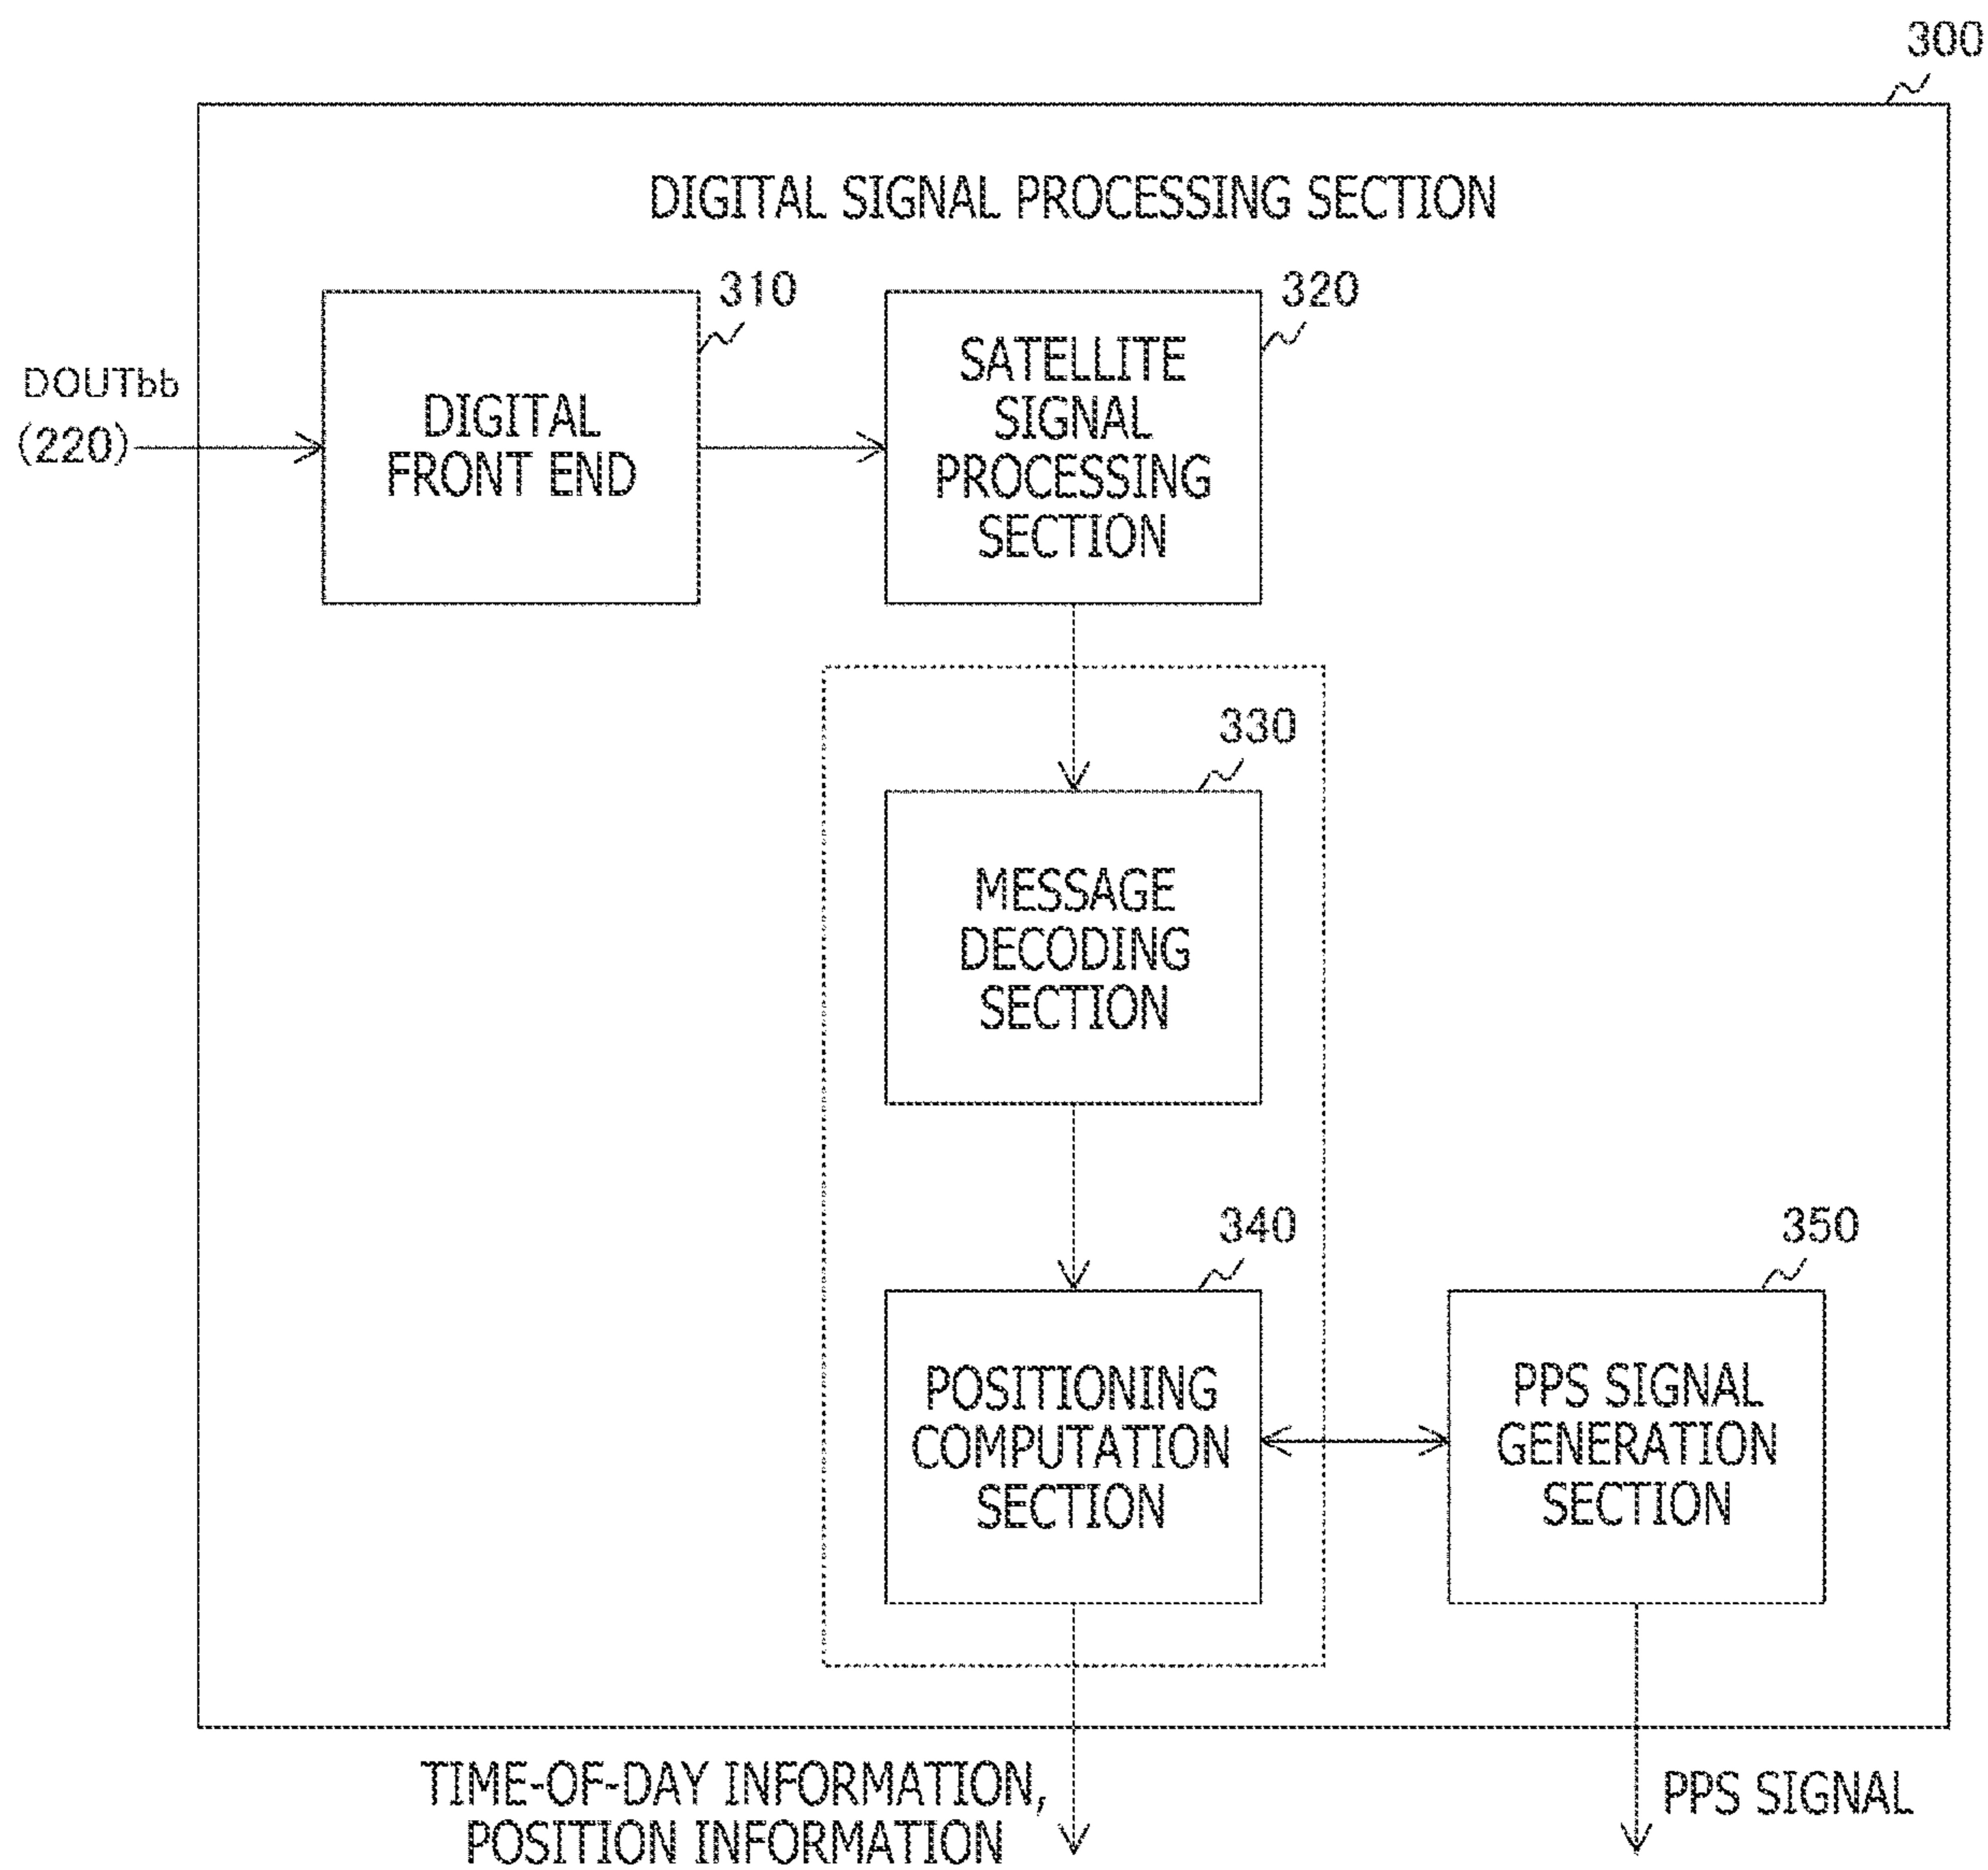 300
DIGITAL SIGNAL PROCESSING SECTION
310
320
DOUTbb
(220)
DIGITAL
FRONT END
SATELLITE
SIGNAL
PROCESSING
SECTION
330
MESSAGE
DECODING
SECTION
340
350
POSITIONING
COMPUTATION
SECTION
PPS SIGNAL
GENERATION
SECTION
TIME-OF-DAY INFORMATION,
POSITION INFORMATION
PPS SIGNAL